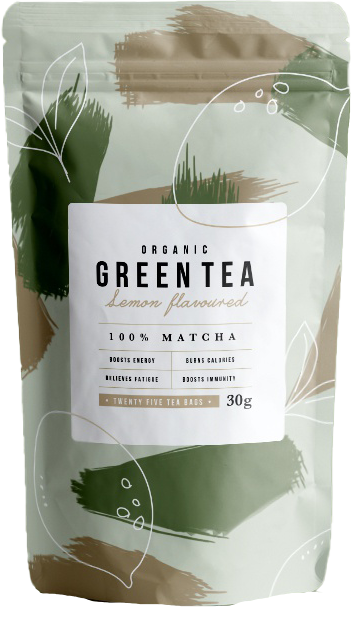 ORGANIC
GREEN TEA
Lemon flavoured
100% MATCHA
BOOSTS ENERGY
BURNS CALORIES
RELIEVES FATIGUE
BOOSTS IMMUNITY
• TWENTY FIVE TEA BAGS •
30g